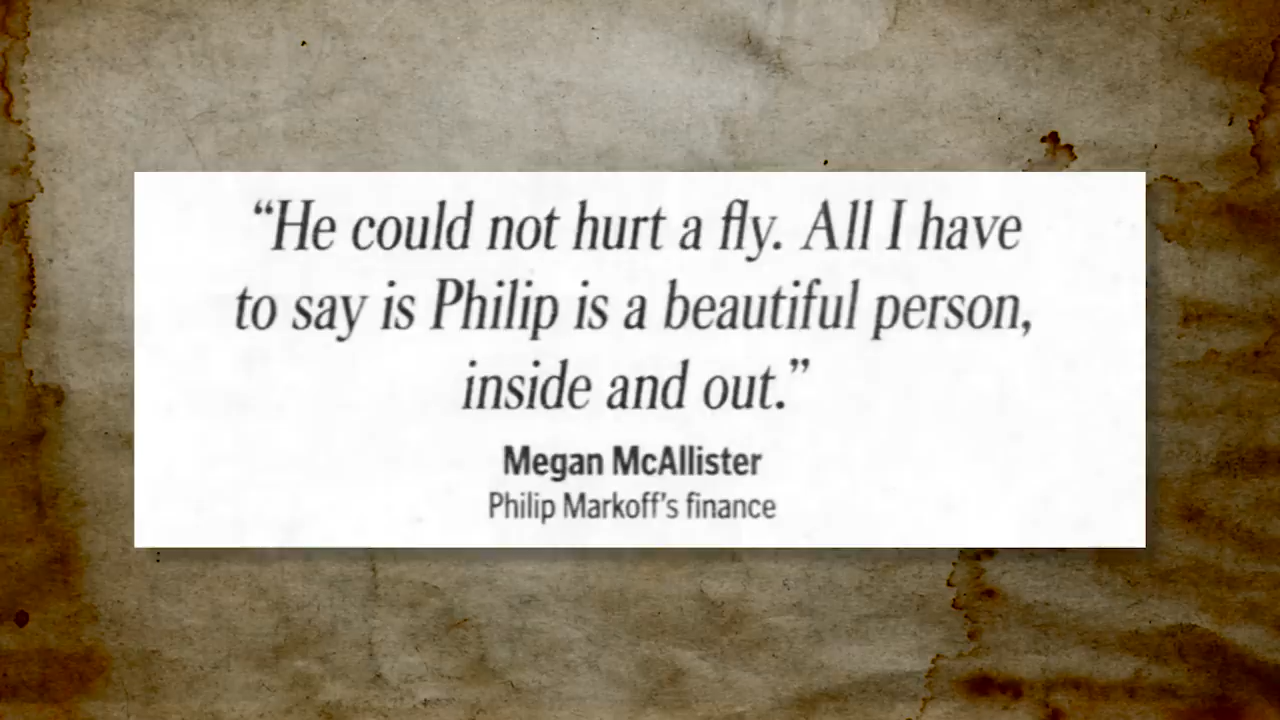 “He could not hurt a fly. All I have
to say is Philip is a beautiful person,
inside and out.”
Megan McAllister
Philip Markoff’s finance